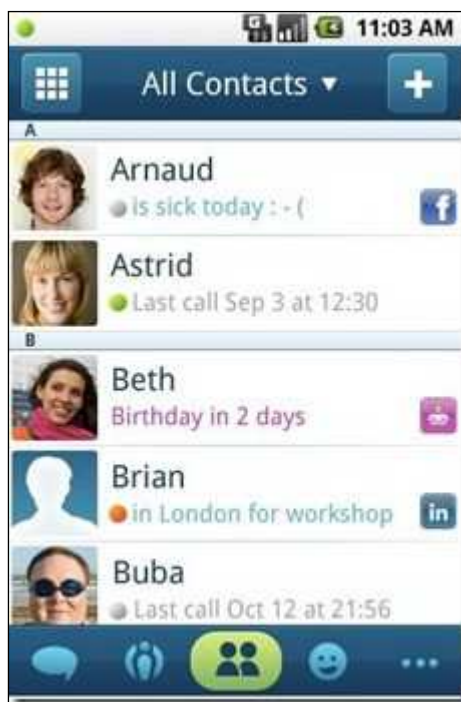 11:03 AM
All Contacts
A
Arnaud
is sick today : - (
Astrid
Last call Sep 3 at 12:30
B
Beth
Birthday in 2 days
Brian
in London for workshop
in
Buba
Last call Oct 12 at 21:56